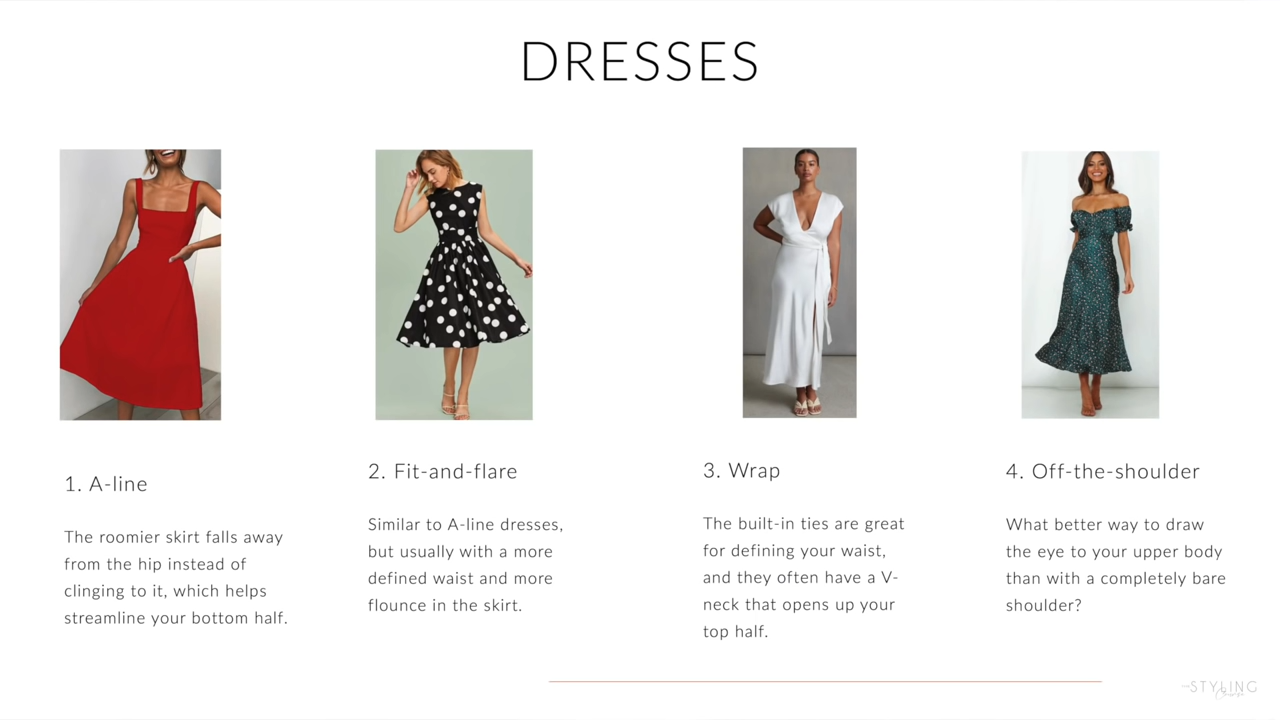 DRESSES
1. A-line
The roomier skirt falls away
from the hip instead of
clinging to it, which helps
streamline your bottom half.
2. Fit-and-flare
Similar to A-line dresses,
but usually with a more
defined waist and more
flounce in the skirt.
3. Wrap
The built-in ties are great
for defining your waist,
and they often have a V-
neck that opens up your
top half.
4. Off-the-shoulder
What better way to draw
the eye to your upper body
than with a completely bare
shoulder?
STYLING